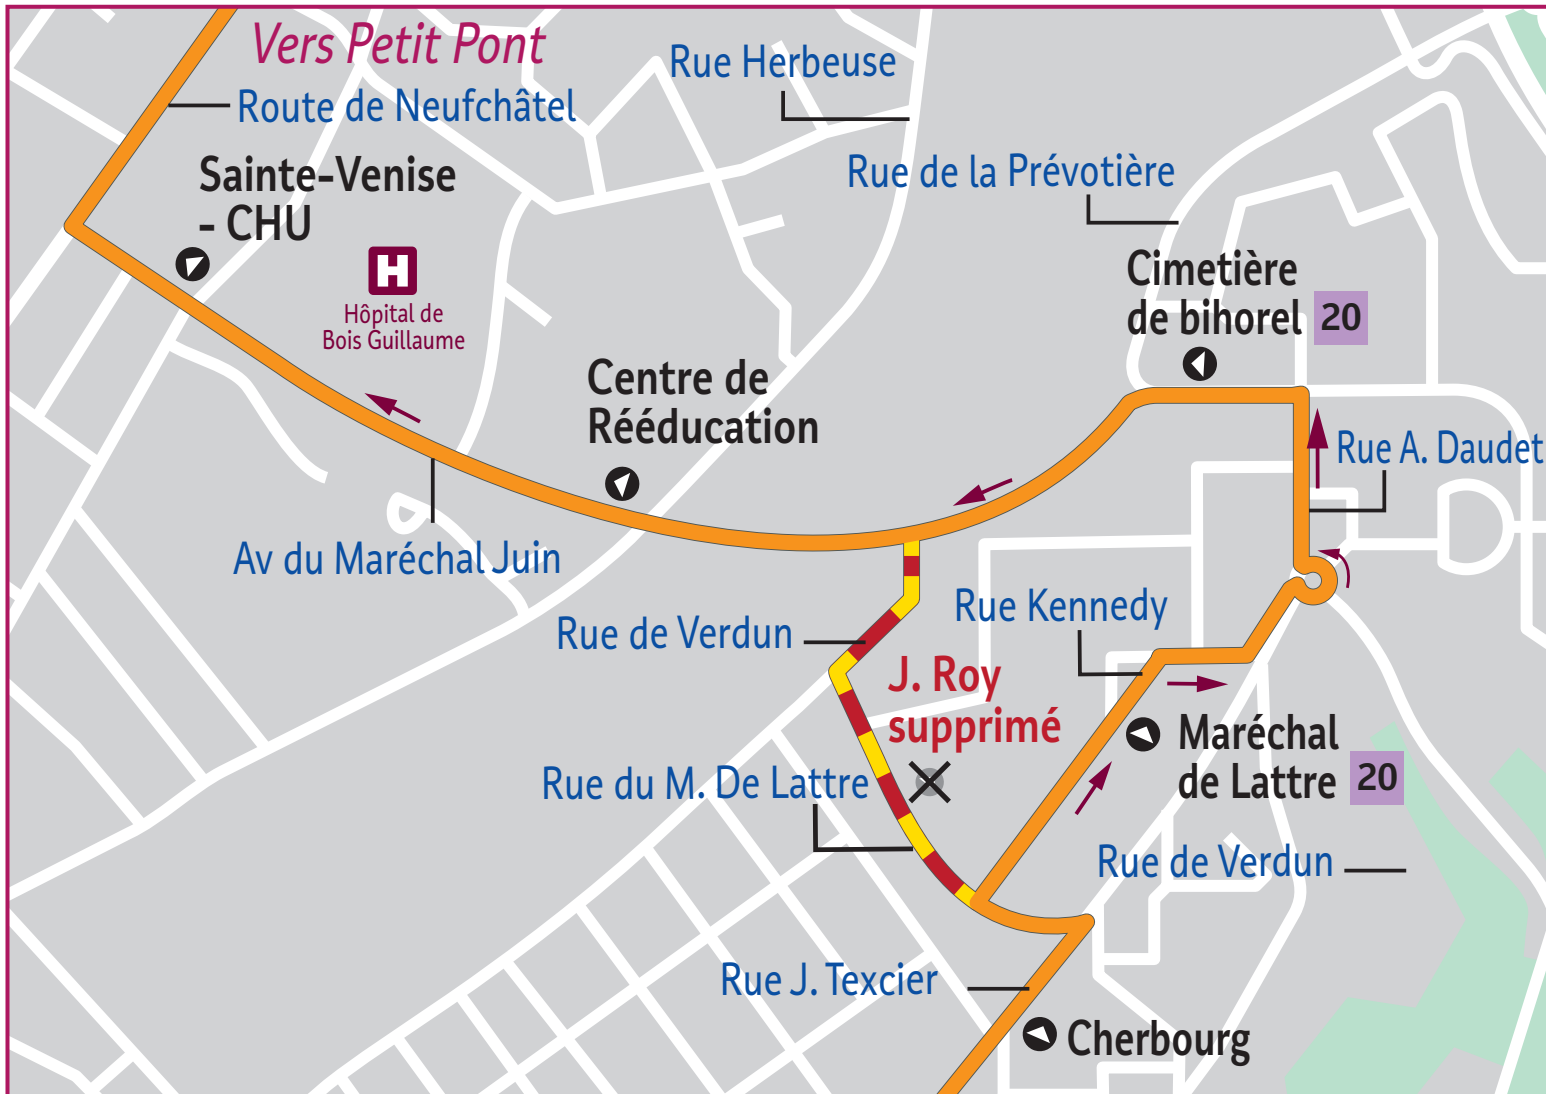 Vers Petit Pont
Route de Neufchâtel
Rue Herbeuse
Sainte-Venise
- CHU
Rue de la Prévotière
H
Hôpital de
Bois Guillaume
Cimetière
de bihorel 20
Centre de
Rééducation
Rue A. Daudet
Av du Maréchal Juin
Rue de Verdun
Rue Kennedy
J. Roy
supprimé
Maréchal
de Lattre 20
Rue du M. De Lattre
Rue de Verdun
Rue J. Texcier
Cherbourg